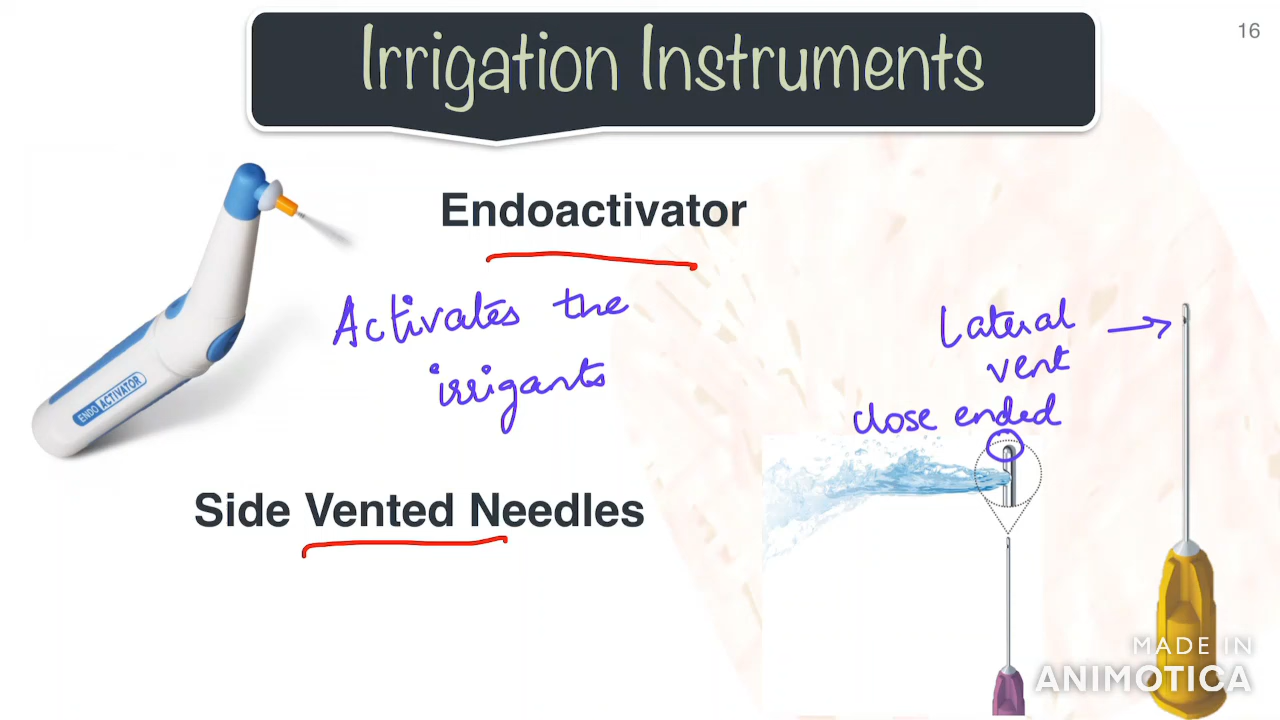 16
Irrigation Instruments
Endoactivator
Activates the
irrigants
ENDO ACTIVATOR
Lateral
vent
close ended
Side Vented Needles
MADE IN
ANIMOTICA